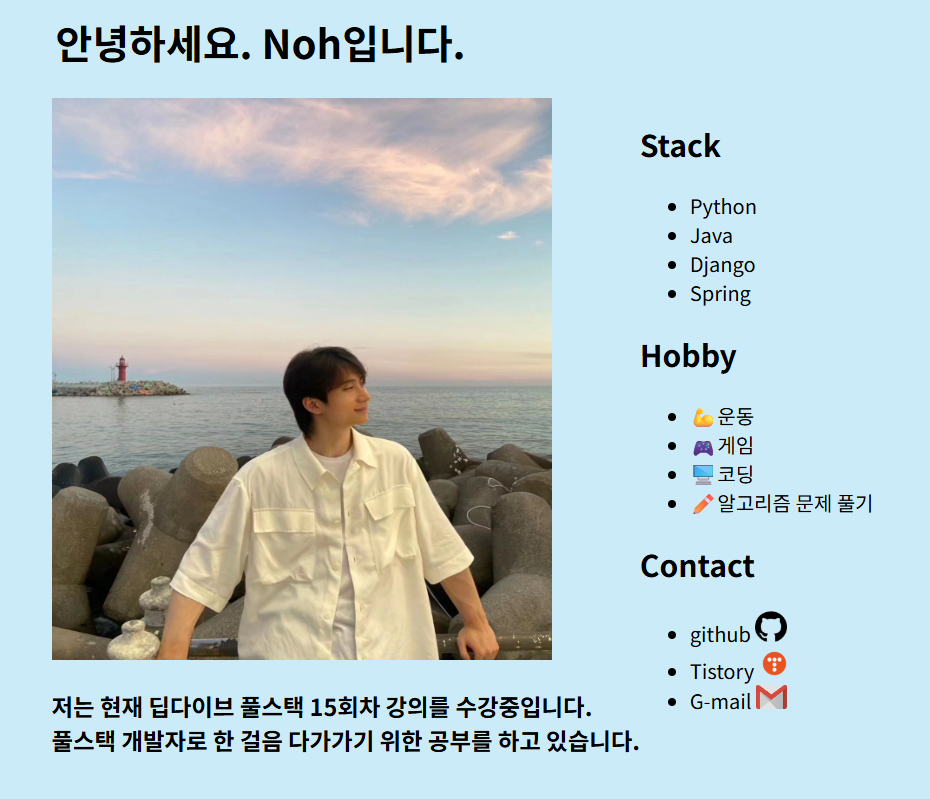 안녕하세요. Noh입니다.
Stack
Python
Java
Django
Spring
Hobby
💪운동
🎮게임
🖥️코딩
✏️알고리즘 문제 풀기
Contact
github
Tistory
G-mail
저는 현재 딥다이브 풀스택 15회차 강의를 수강중입니다.
풀스택 개발자로 한 걸음 다가가기 위한 공부를 하고 있습니다.